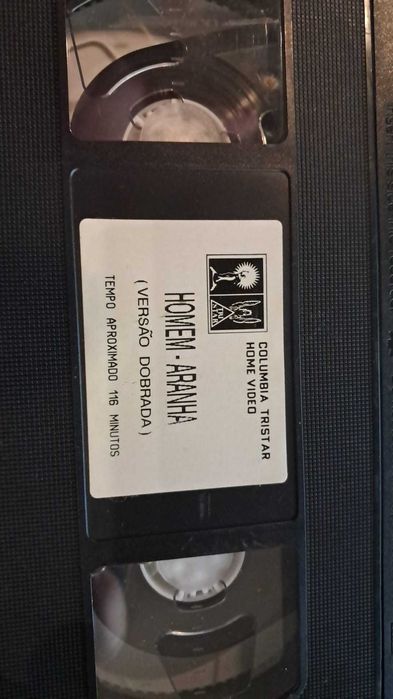 COLUMBIA TRISTAR
HOME VIDEO
HOMEM-ARANHA
(VERSÃO DOBRADA)
TEMPO APROXIMADO 116 MINUTOS